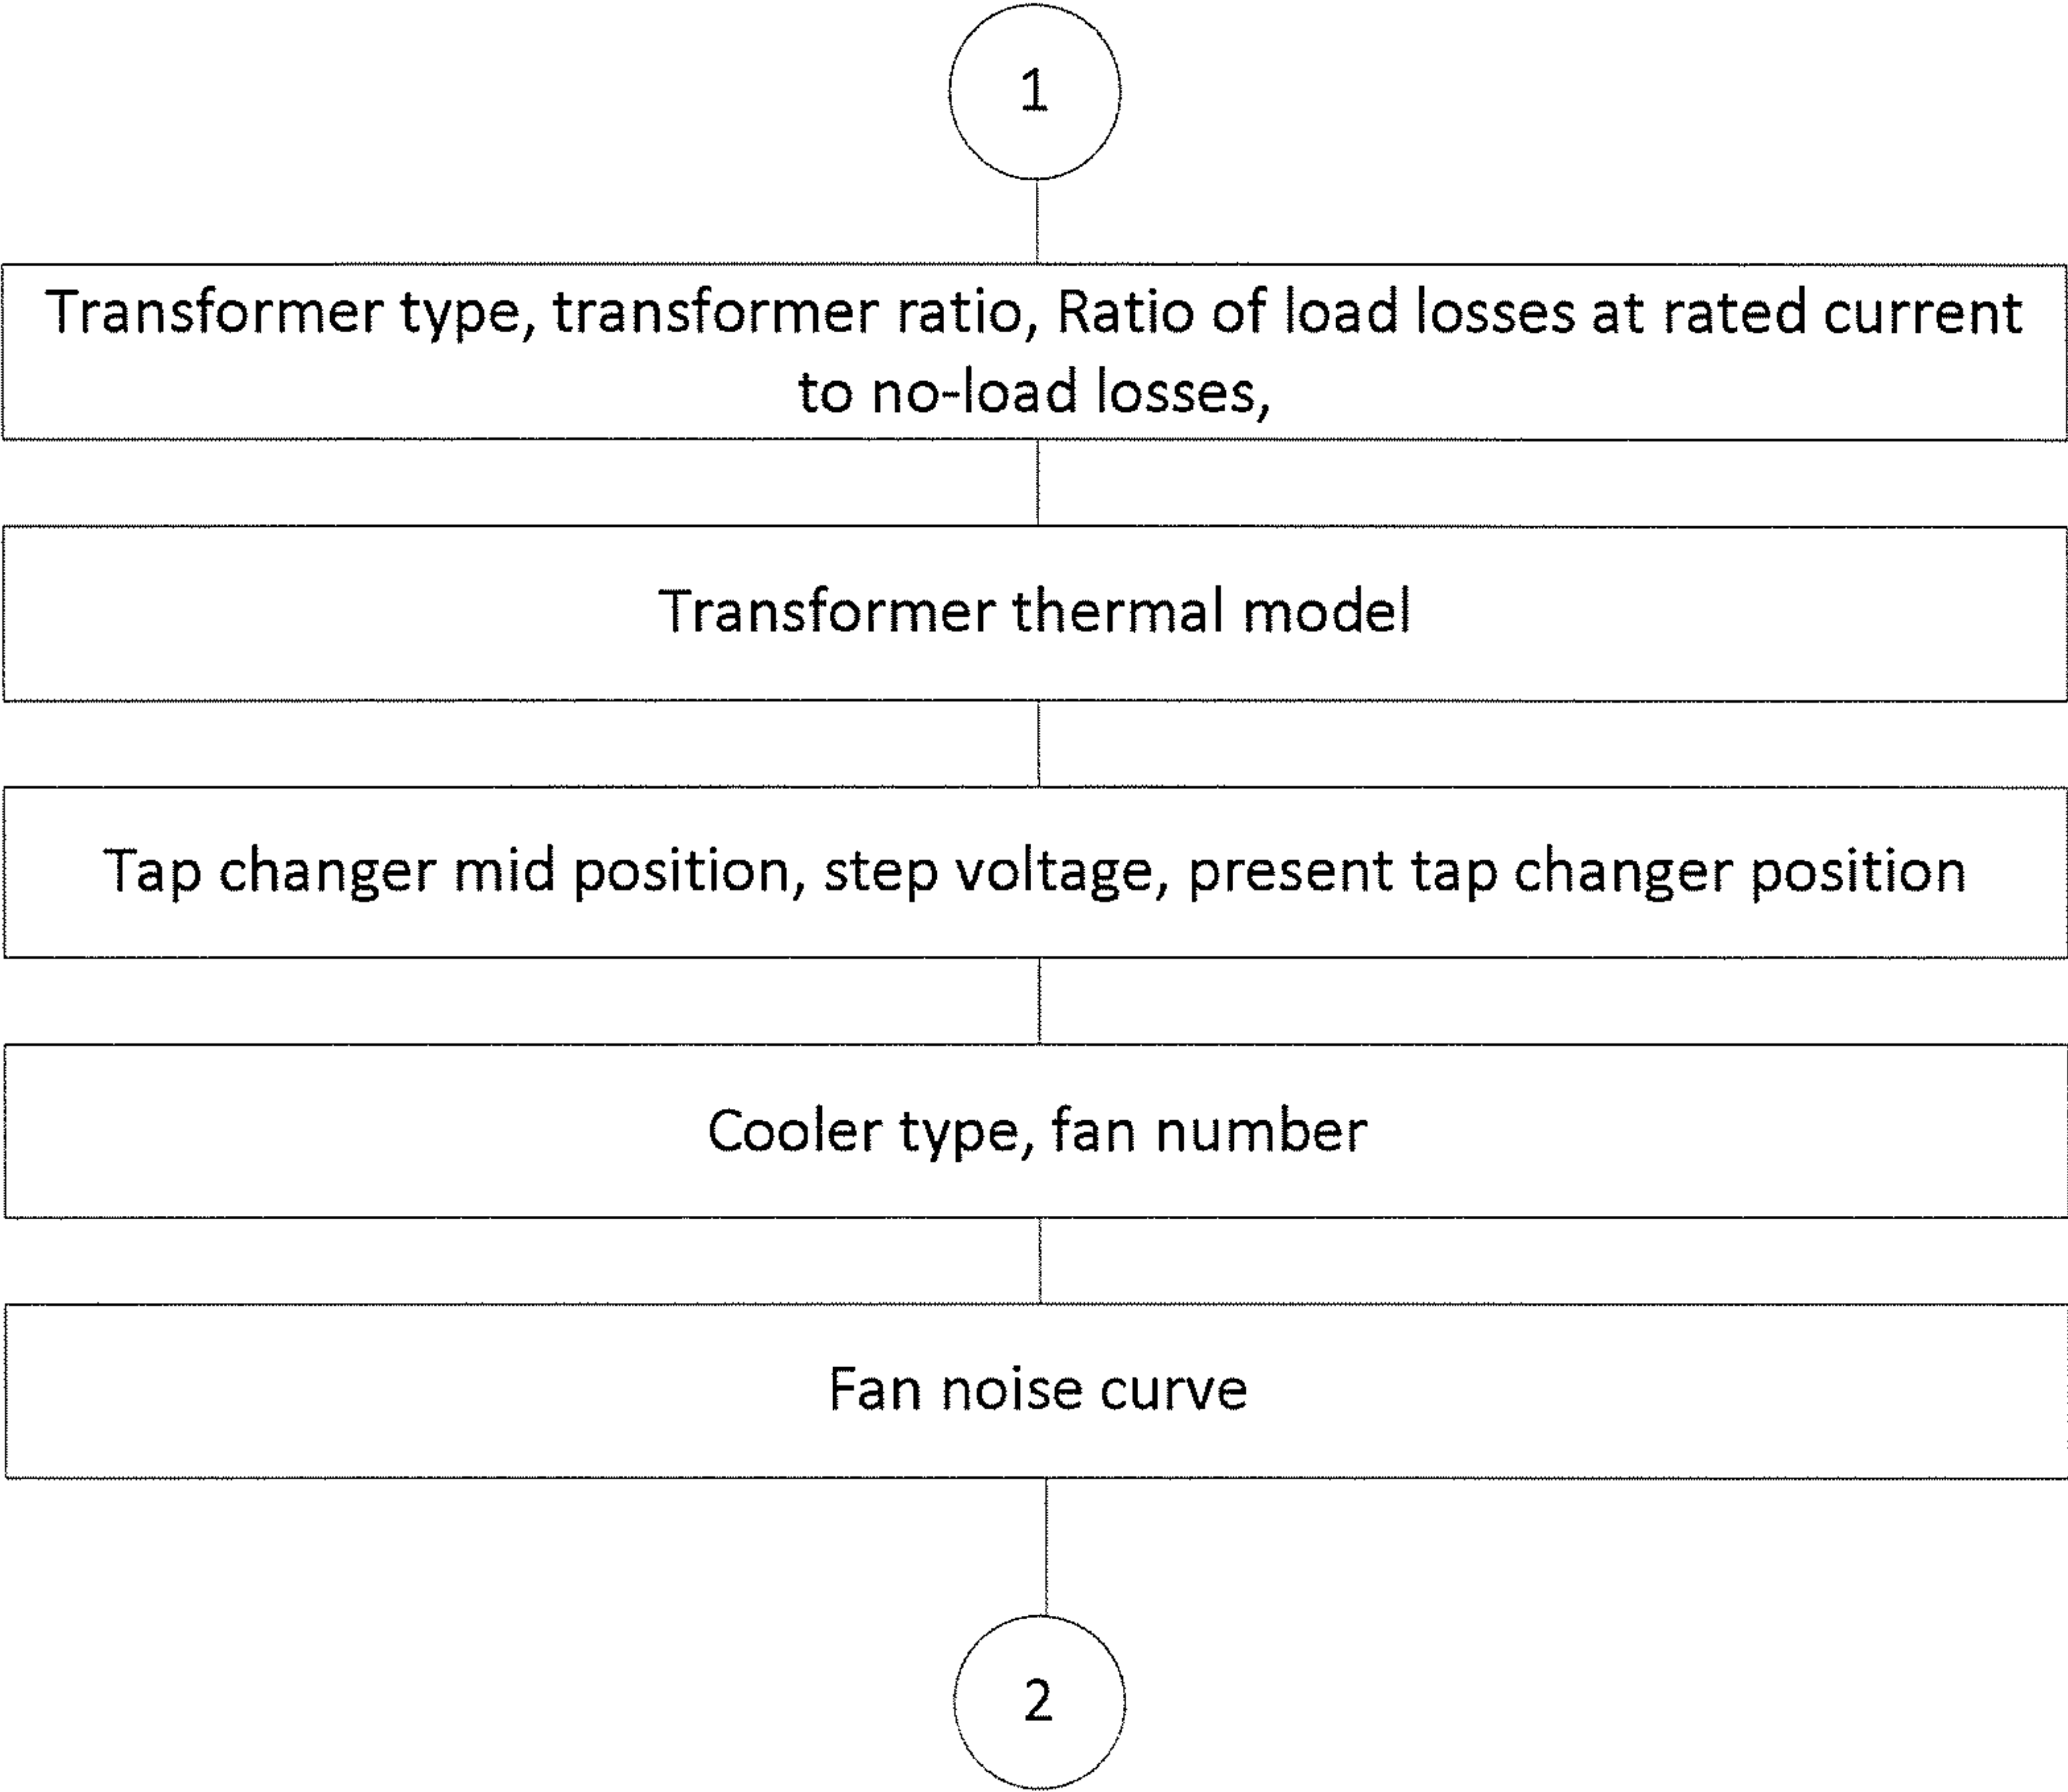 1
Transformer type, transformer ratio, Ratio of load losses at rated current
to no-load losses,
Transformer thermal model
Tap changer mid position, step voltage, present tap changer position
Cooler type, fan number
Fan noise curve
2